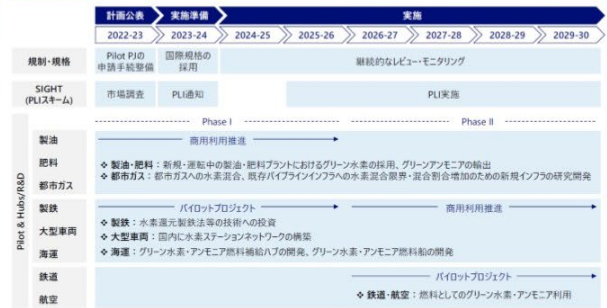 計画公表 実施準備 実施
2022-23 2023-24 2024-25 2025-26 2026-27 2027-28 2028-29 2029-30
規制・規格
Pilot PJの
申請手続整備
国際規格の
採用
継続的なレビュー・モニタリング
SIGHT
(PLIスキーム)
市場調査 PLI通知 PLI実施
Phase I Phase II
Pilot & Hubs/R&D
製油
肥料
都市ガス
商用利用推進
❖ 製油・肥料：新規・運転中の製油・肥料プラントにおけるグリーン水素の採用、グリーンアンモニアの輸出
❖ 都市ガス：都市ガスへの水素混合、既存パイプラインインフラへの水素混合限界・混合割合増加のための新規インフラの研究開発
製鉄
大型車両
海運
パイロットプロジェクト 商用利用推進
❖ 製鉄：水素還元製鉄法等の技術への投資
❖ 大型車両：国内に水素ステーションネットワークの構築
❖ 海運：グリーン水素・アンモニア燃料補給ハブの開発、グリーン水素・アンモニア燃料船の開発
鉄道
航空
パイロットプロジェクト
❖ 鉄道・航空：燃料としてのグリーン水素・アンモニア利用